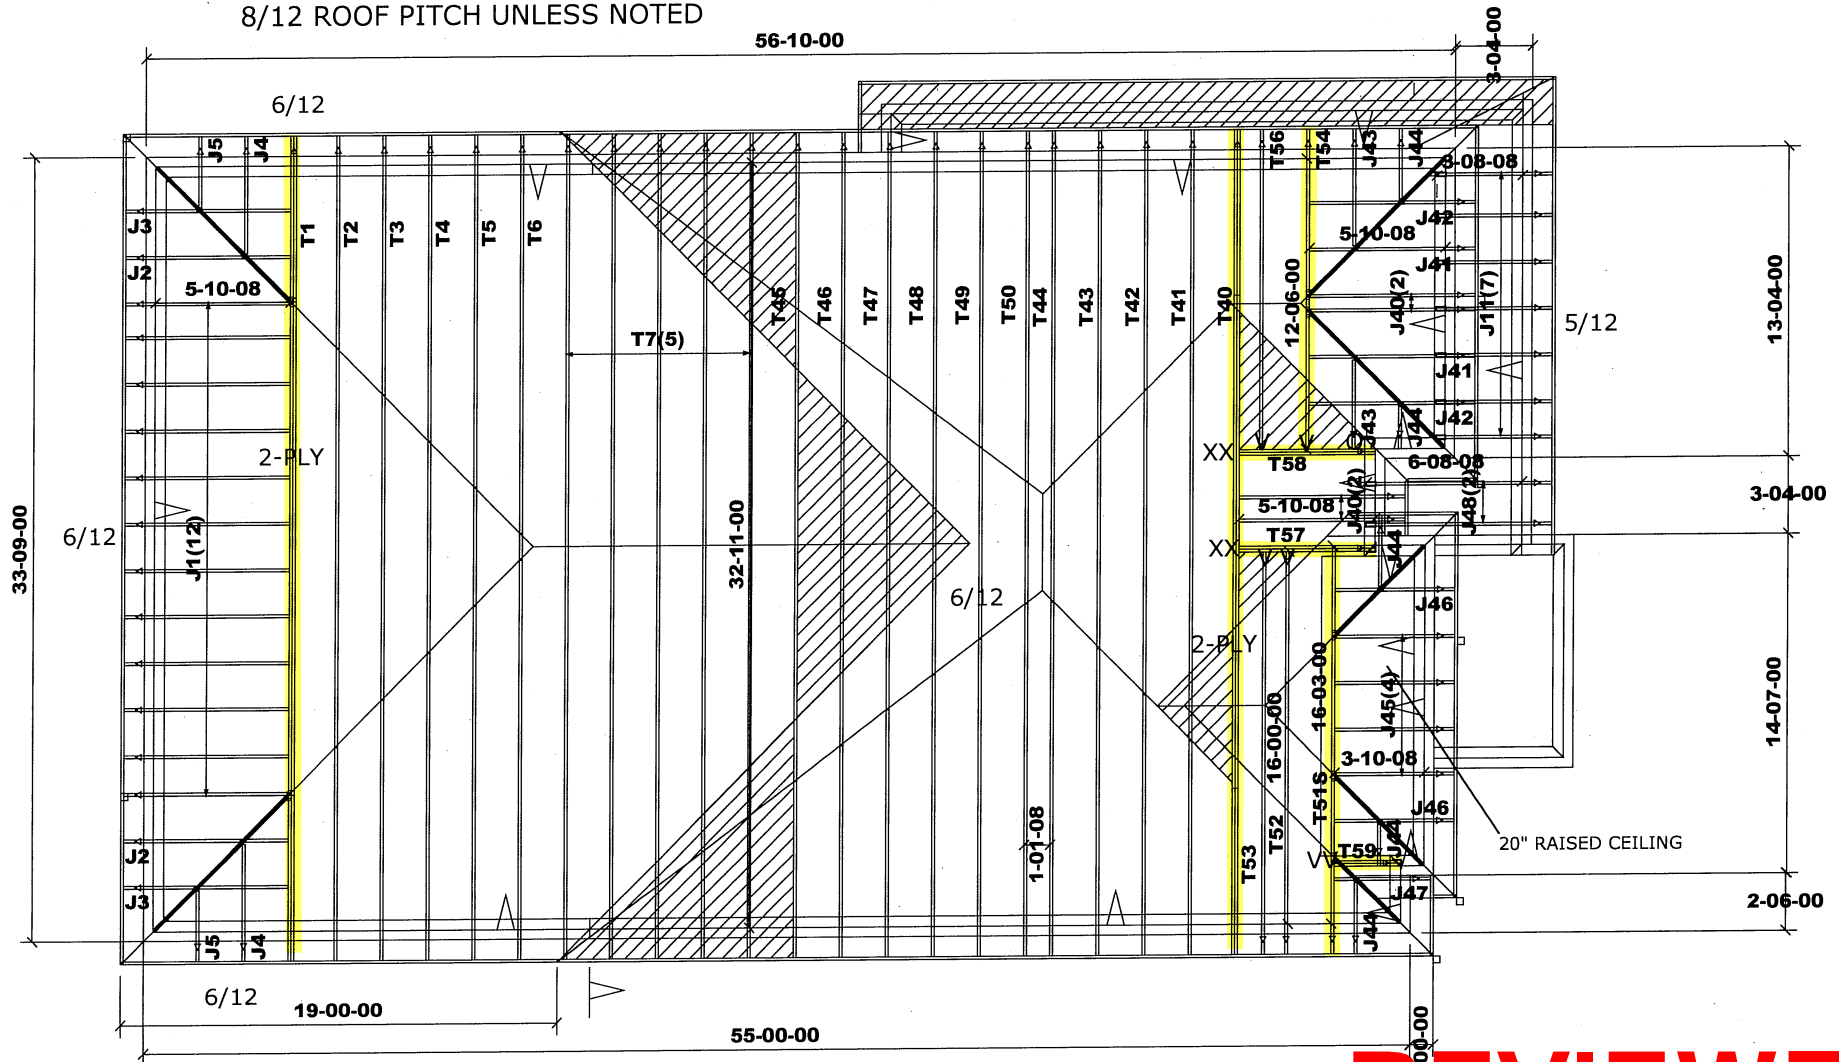 8/12 ROOF PITCH UNLESS NOTED
56-10-00
3-04-00
6/12
J5
J4
T56
T54
J43
J44
3-08-08
J3
T1
T2
T3
T4
T5
T6
J42
5-10-08
J2
J41
5-10-08
12-06-00
J40(2)
J11(7)
13-04-00
T45
T46
T47
T48
T49
T50
T44
T43
T42
T41
T40
5/12
T7(5)
J41
J42
J43
J44
2-PLY
XX
T58
6-08-08
3-04-00
5-10-08
J40(2)
J48(2)
33-09-00
6/12
J1(12)
32-11-00
XX
T57
J44
6/12
J46
2-PLY
16-03-00
J45(4)
14-07-00
16-00-00
3-10-08
T51S
J46
20" RAISED CEILING
J2
1-01-08
T53
T52
T59
J44
J3
J47
2-06-00
J5
J4
J44
6/12
19-00-00
55-00-00